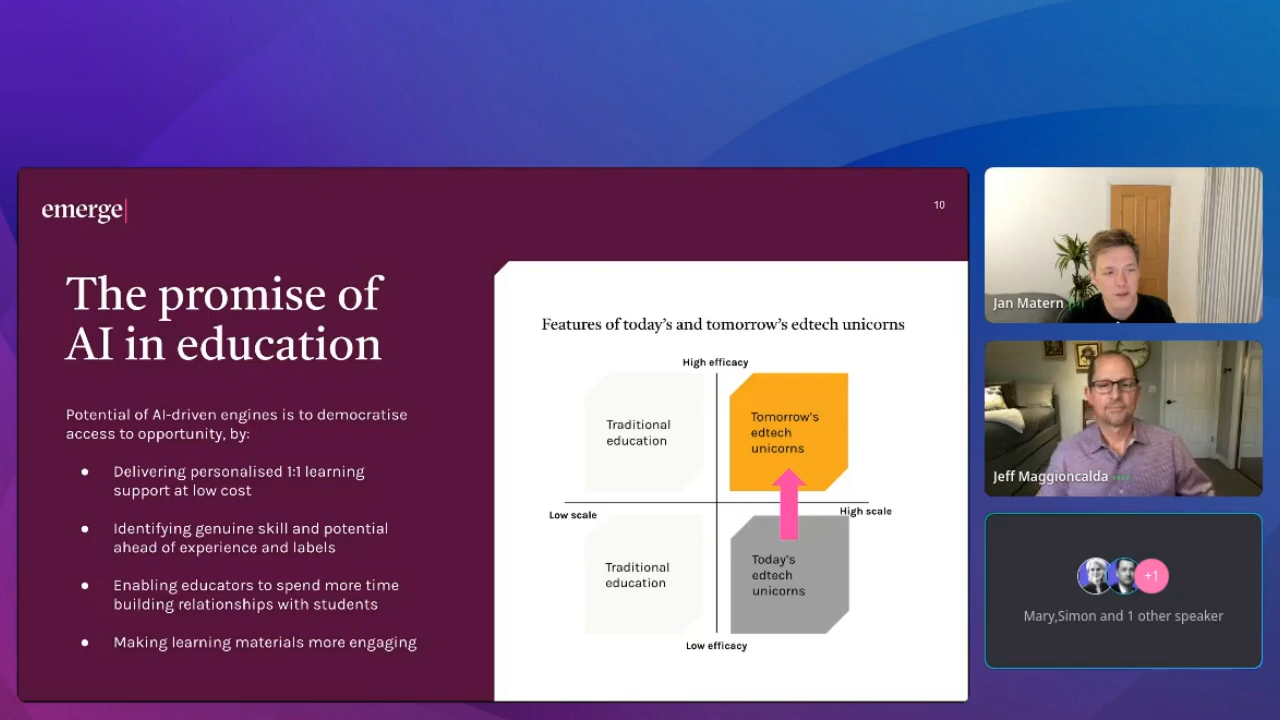 emerge
10
The promise of
AI in education
Potential of AI-driven engines is to democratise
access to opportunity, by:
● Delivering personalised 1:1 learning
support at low cost
● Identifying genuine skill and potential
ahead of experience and labels
● Enabling educators to spend more time
building relationships with students
● Making learning materials more engaging
Features of today's and tomorrow's edtech unicorns
High efficacy
Traditional
education
Tomorrow's
edtech
unicorns
Low scale
High scale
Traditional
education
Today's
edtech
unicorns
Low efficacy
Jan Matern
Jeff Maggioncalda
+1
Mary,Simon and 1 other speaker